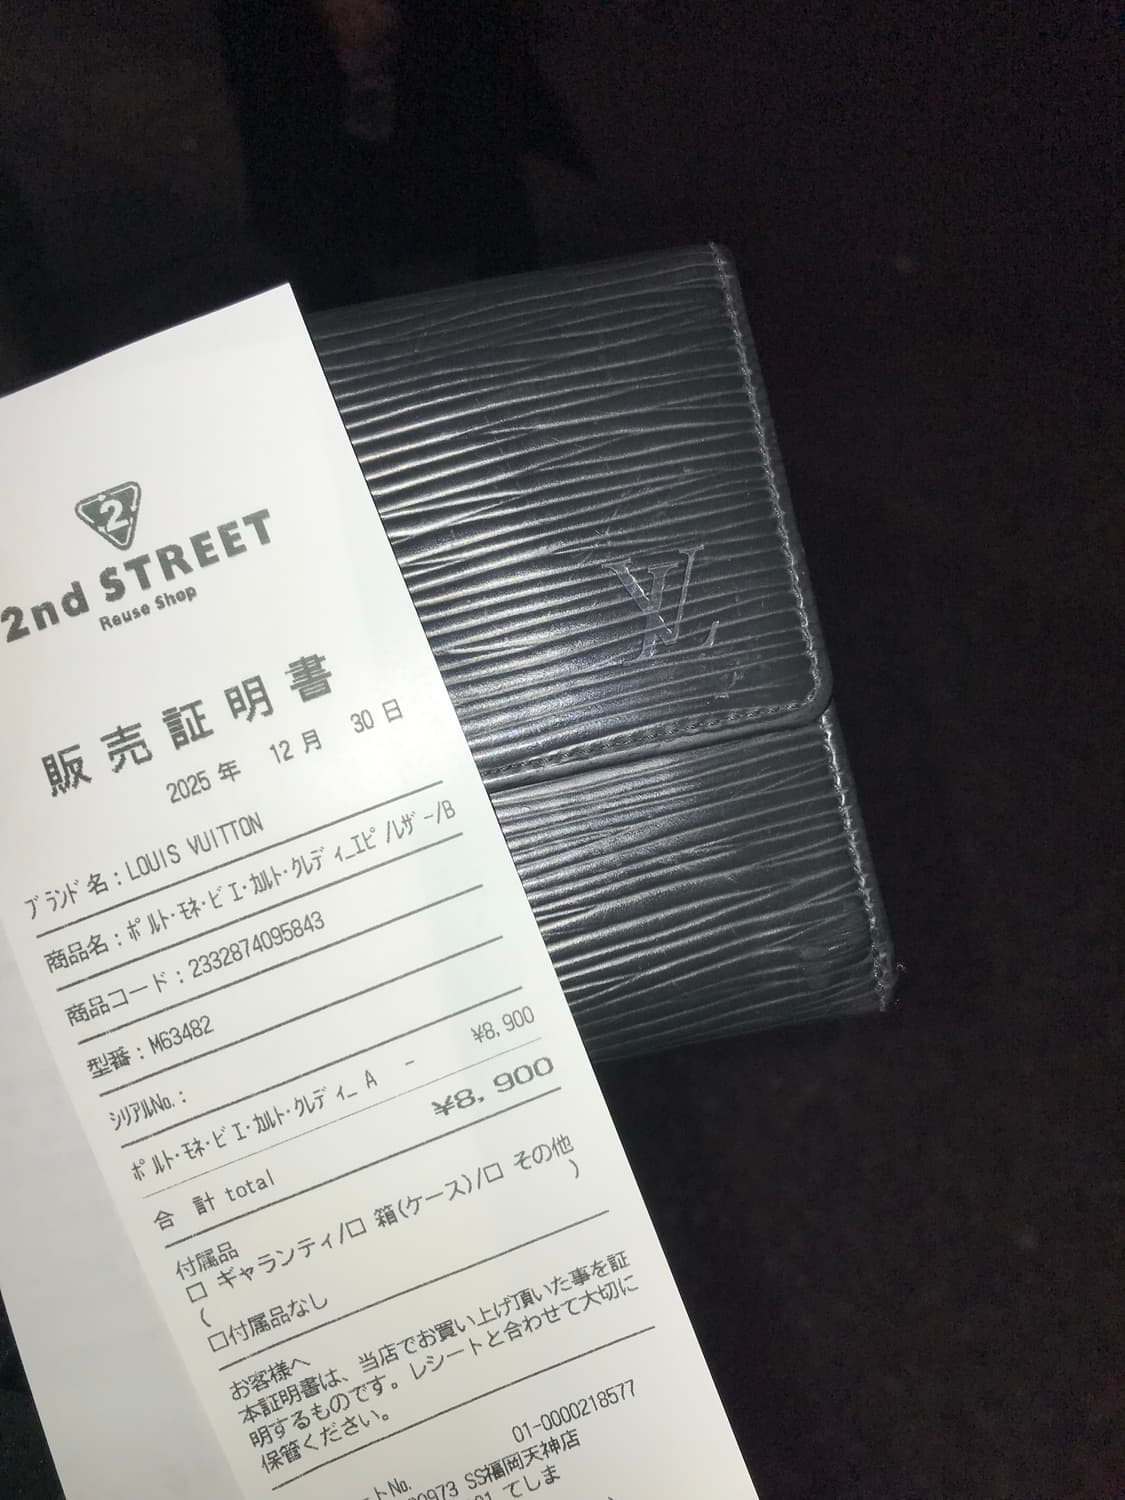 2
2nd STREET
Reuse Shop
販売証明書
2025 年 12 月 30 日
ブランド名:LOUIS VUITTON
商品名:ポルト・モネ・ビエ・カルト・クレディ_エピ/レザー/B
商品コード:2332874095843
型番:M63482
シリアルNo.:
ポルト・モネ・ビエ・カルト・クレディ_ A - ¥8,900
合 計 total ¥8,900
付属品
□ ギャランティ/□ 箱(ケース)/□ その他
( )
□付属品なし
お客様へ
本証明書は、当店でお買い上げ頂いた事を証
明するものです。レシートと合わせて大切に
保管ください。
01-0000218577
トNo.
0973 SS福岡天神店
01 てしま
LV